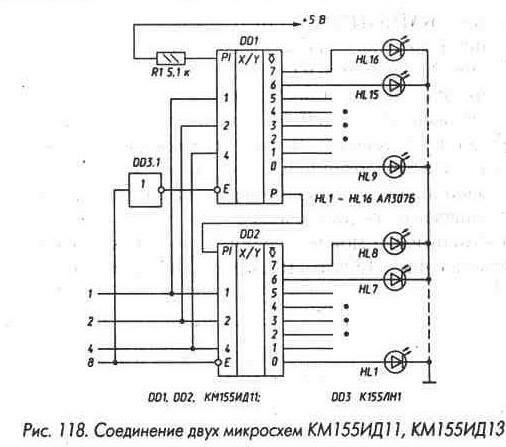 +5 В
DD1
R1 5,1 к
PI X/Y Q̅
7 HL16
6 HL15
1 5
4
2 3
2
4 1
0 HL9
DD3.1
1
E P
HL1 - HL16 АЛ307Б
DD2
PI X/Y Q̅
7 HL8
6 HL7
1 1 5
4
2 2 3
2
4 4 1
8 E 0 HL1
DD1, DD2, КМ155ИД11; DD3 К155ЛН1
Рис. 118. Соединение двух микросхем КМ155ИД11, КМ155ИД13